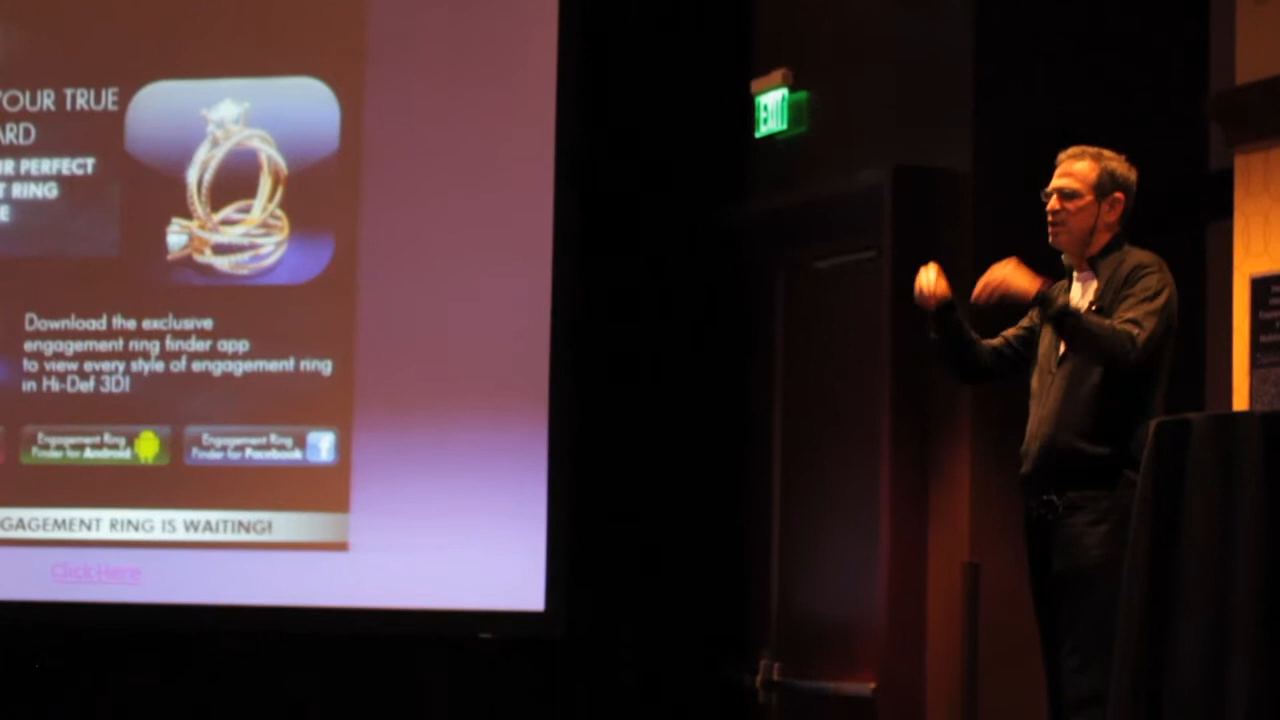 YOUR TRUE
ARD
IR PERFECT
T RING
E
Download the exclusive
engagement ring finder app
to view every style of engagement ring
in Hi-Def 3D!
Engagement Ring
Finder for Android
Engagement Ring
Finder for Facebook
GAGEMENT RING IS WAITING!
Click Here
EXIT